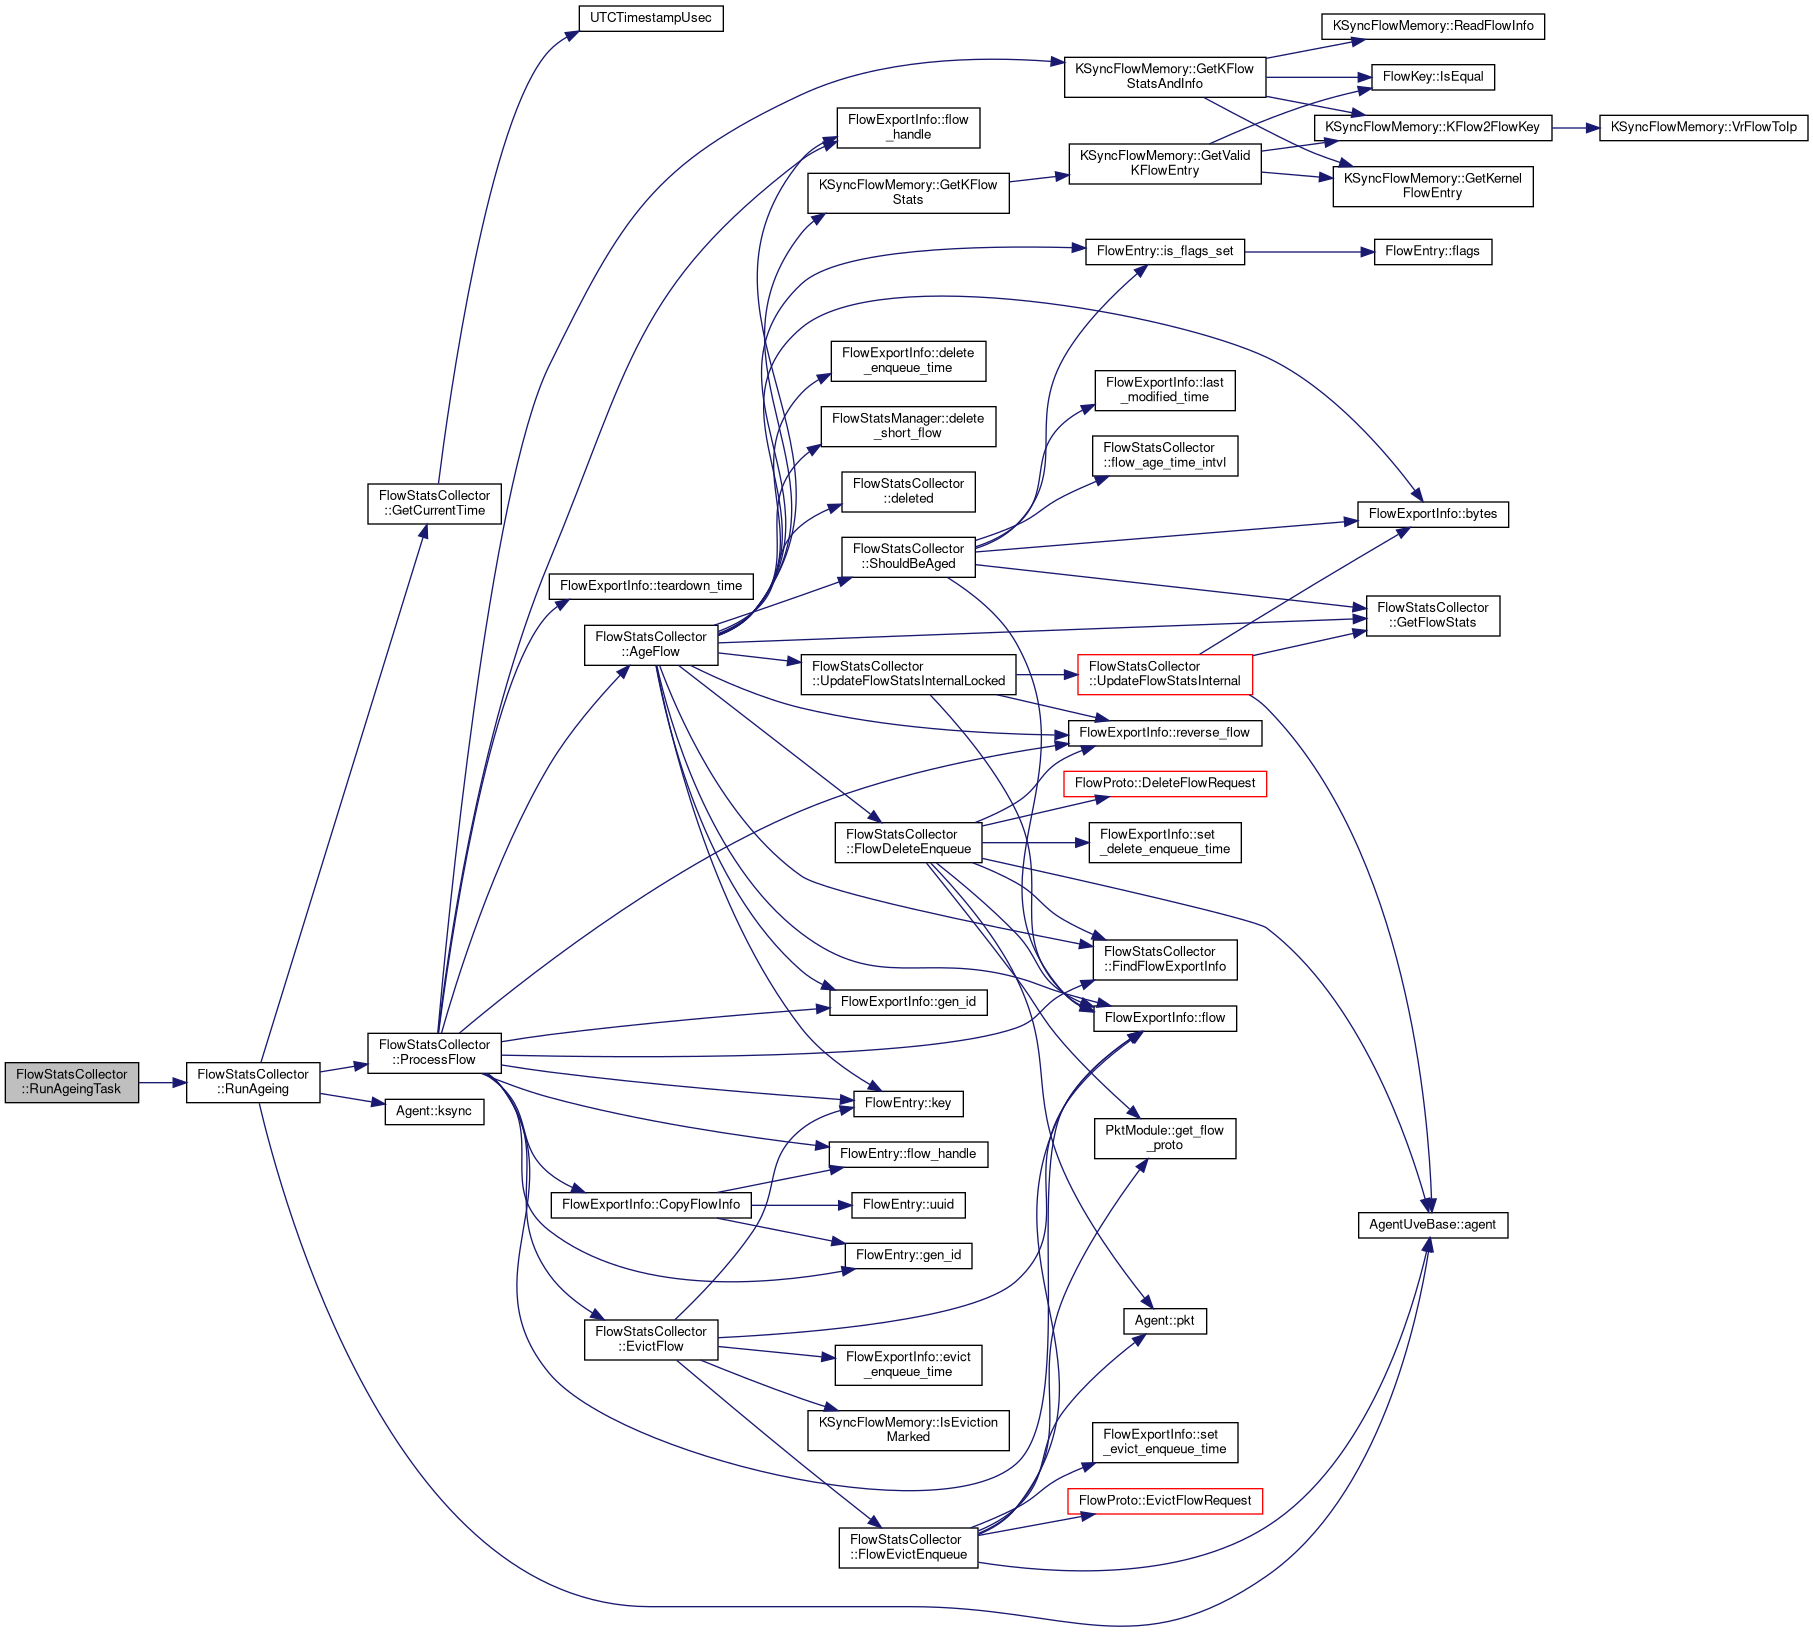 UTCTimestampUsec
KSyncFlowMemory::ReadFlowInfo
KSyncFlowMemory::GetKFlow
StatsAndInfo
FlowKey::IsEqual
FlowExportInfo::flow
_handle
KSyncFlowMemory::KFlow2FlowKey
KSyncFlowMemory::VrFlowToIp
KSyncFlowMemory::GetValid
KFlowEntry
KSyncFlowMemory::GetKFlow
Stats
KSyncFlowMemory::GetKernel
FlowEntry
FlowEntry::is_flags_set
FlowEntry::flags
FlowExportInfo::delete
_enqueue_time
FlowExportInfo::last
_modified_time
FlowStatsManager::delete
_short_flow
FlowStatsCollector
::flow_age_time_intvl
FlowStatsCollector
::GetCurrentTime
FlowStatsCollector
::deleted
FlowExportInfo::bytes
FlowStatsCollector
::ShouldBeAged
FlowExportInfo::teardown_time
FlowStatsCollector
::GetFlowStats
FlowStatsCollector
::AgeFlow
FlowStatsCollector
::UpdateFlowStatsInternalLocked
FlowStatsCollector
::UpdateFlowStatsInternal
FlowExportInfo::reverse_flow
FlowProto::DeleteFlowRequest
FlowStatsCollector
::FlowDeleteEnqueue
FlowExportInfo::set
_delete_enqueue_time
FlowStatsCollector
::FindFlowExportInfo
FlowExportInfo::gen_id
FlowExportInfo::flow
FlowStatsCollector
::ProcessFlow
FlowStatsCollector
::RunAgeingTask
FlowStatsCollector
::RunAgeing
Agent::ksync
FlowEntry::key
PktModule::get_flow
_proto
FlowEntry::flow_handle
FlowExportInfo::CopyFlowInfo
FlowEntry::uuid
AgentUveBase::agent
FlowEntry::gen_id
Agent::pkt
FlowStatsCollector
::EvictFlow
FlowExportInfo::evict
_enqueue_time
KSyncFlowMemory::IsEviction
Marked
FlowExportInfo::set
_evict_enqueue_time
FlowProto::EvictFlowRequest
FlowStatsCollector
::FlowEvictEnqueue